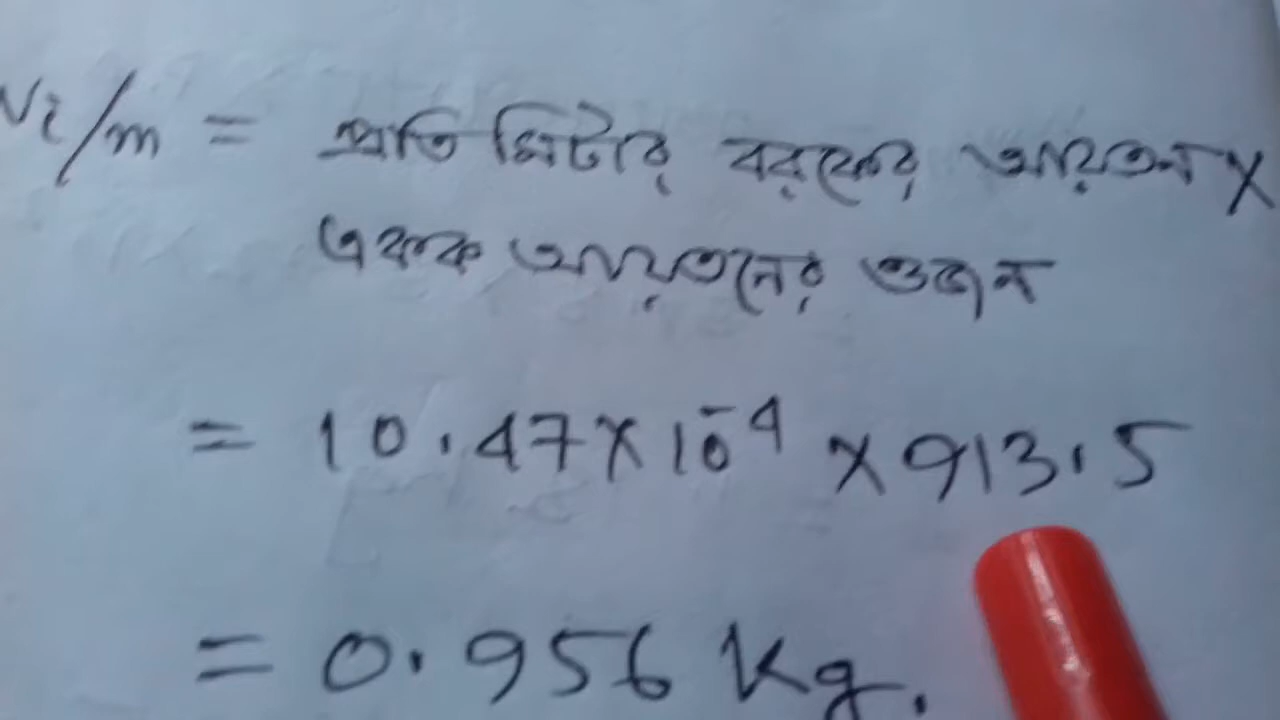 Wi/m = প্রতি মিটার বরফের আয়তন ×
একক আয়তনের ওজন
= 10.47 × 10⁻⁴ × 913.5
= 0.956 Kg.